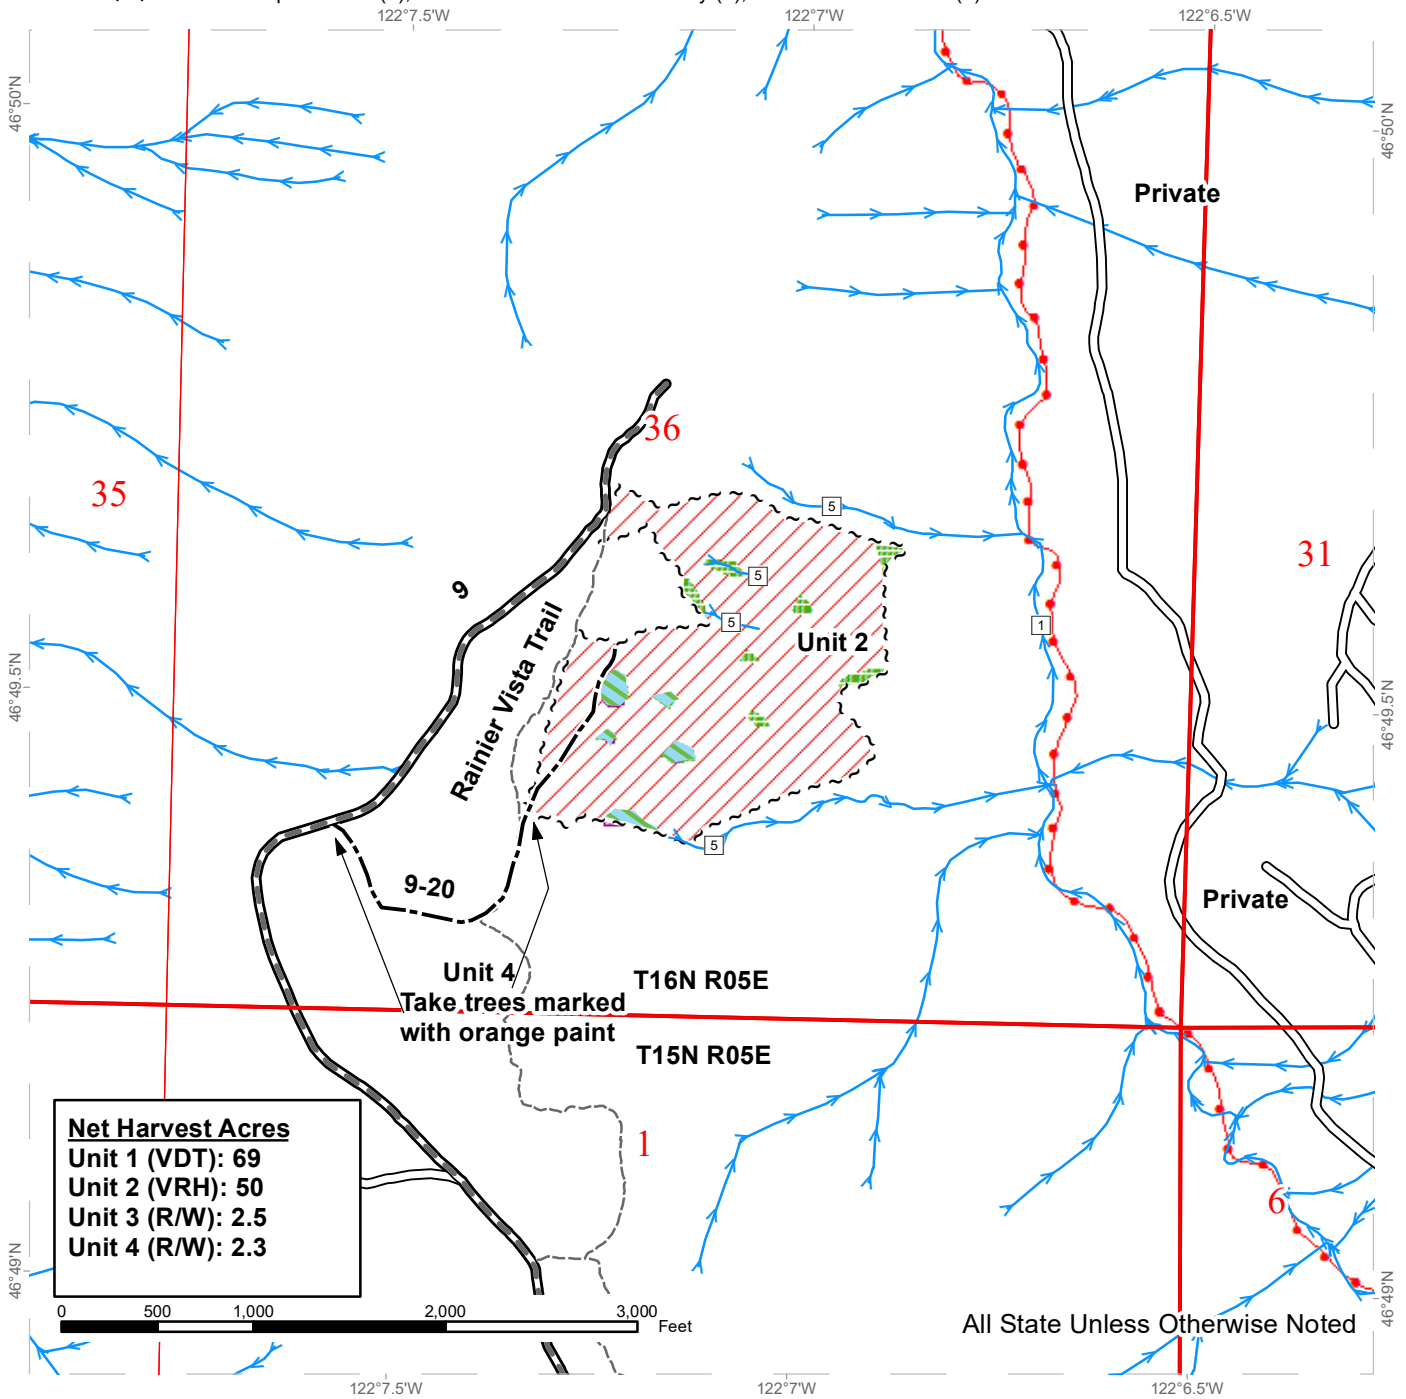 122°7.5'W
122°7'W
122°6.5'W
46°50'N
46°50'N
Private
36
35
5
31
5
9
5
1
Unit 2
Rainier Vista Trail
46°49.5'N
46°49.5'N
5
9-20
Private
Unit 4
Take trees marked
with orange paint
T16N R05E
T15N R05E
1
6
Net Harvest Acres
Unit 1 (VDT): 69
Unit 2 (VRH): 50
Unit 3 (R/W): 2.5
Unit 4 (R/W): 2.3
46°49'N
46°49'N
0 500 1,000 2,000 3,000
Feet
All State Unless Otherwise Noted
122°7.5'W
122°7'W
122°6.5'W